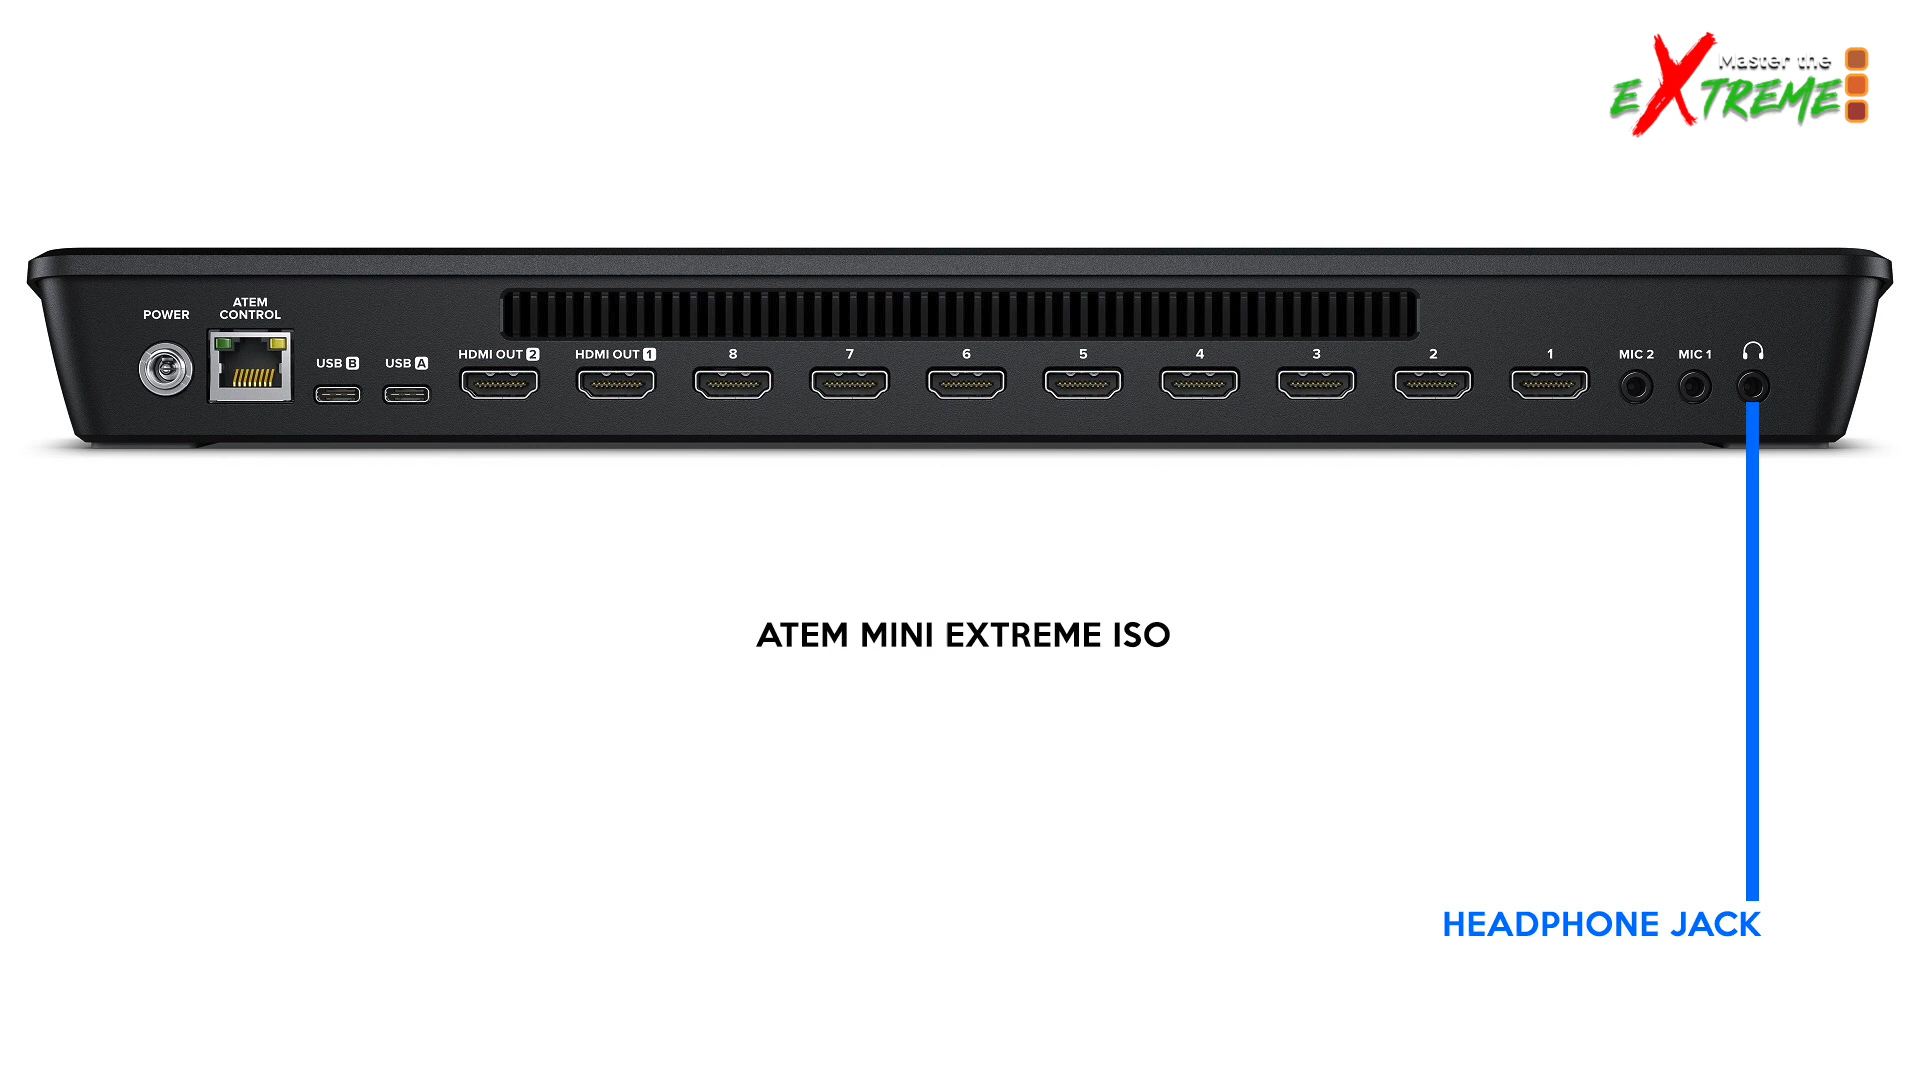 Master the
EXTREME
POWER
ATEM
CONTROL
USB B
USB A
HDMI OUT 2
HDMI OUT 1
8
7
6
5
4
3
2
1
MIC 2
MIC 1
ATEM MINI EXTREME ISO
HEADPHONE JACK